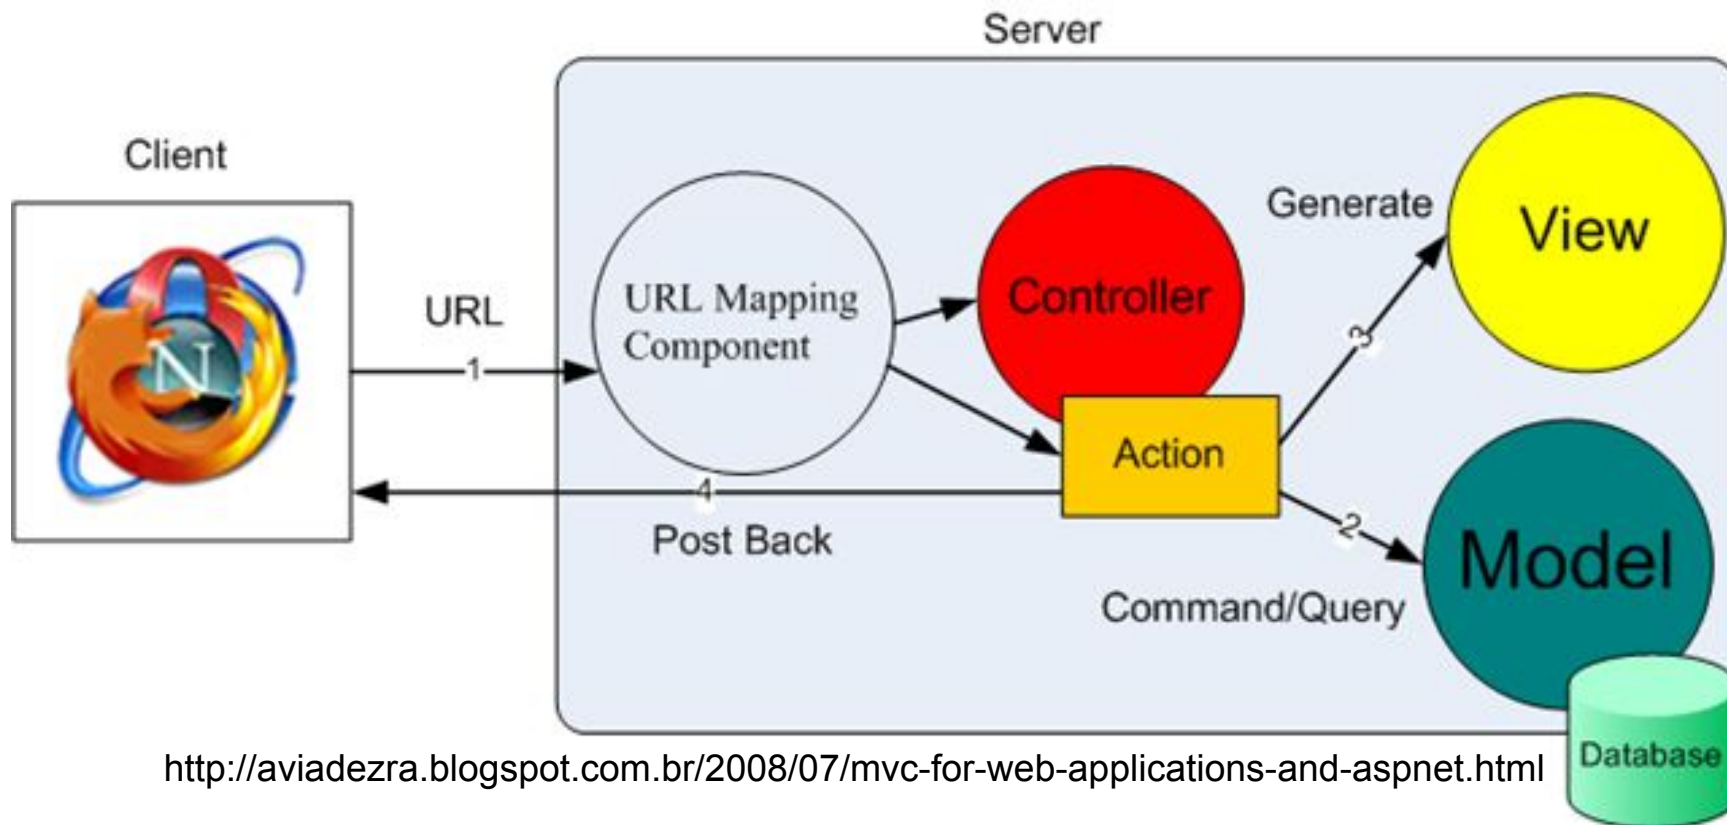 Server
Client
URL
1
N
URL Mapping
Component
Controller
Action
Generate
View
3
2
Model
4
Post Back
Command/Query
Database
http://aviadezra.blogspot.com.br/2008/07/mvc-for-web-applications-and-aspnet.html